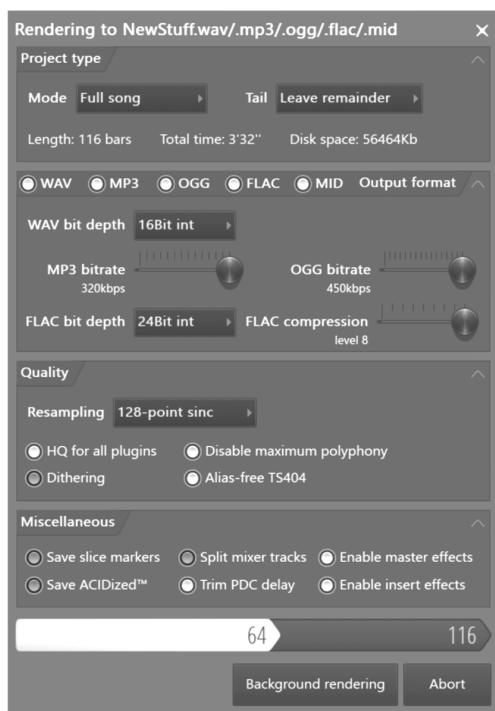 Rendering to NewStuff.wav/.mp3/.ogg/.flac/.mid
Project type
Mode Full song Tail Leave remainder
Length: 116 bars Total time: 3'32'' Disk space: 56464Kb
WAV MP3 OGG FLAC MID Output format
WAV bit depth 16Bit int
MP3 bitrate OGG bitrate
320kbps 450kbps
FLAC bit depth 24Bit int FLAC compression
level 8
Quality
Resampling 128-point sinc
HQ for all plugins Disable maximum polyphony
Dithering Alias-free TS404
Miscellaneous
Save slice markers Split mixer tracks Enable master effects
Save ACIDized™ Trim PDC delay Enable insert effects
64 116
Background rendering Abort